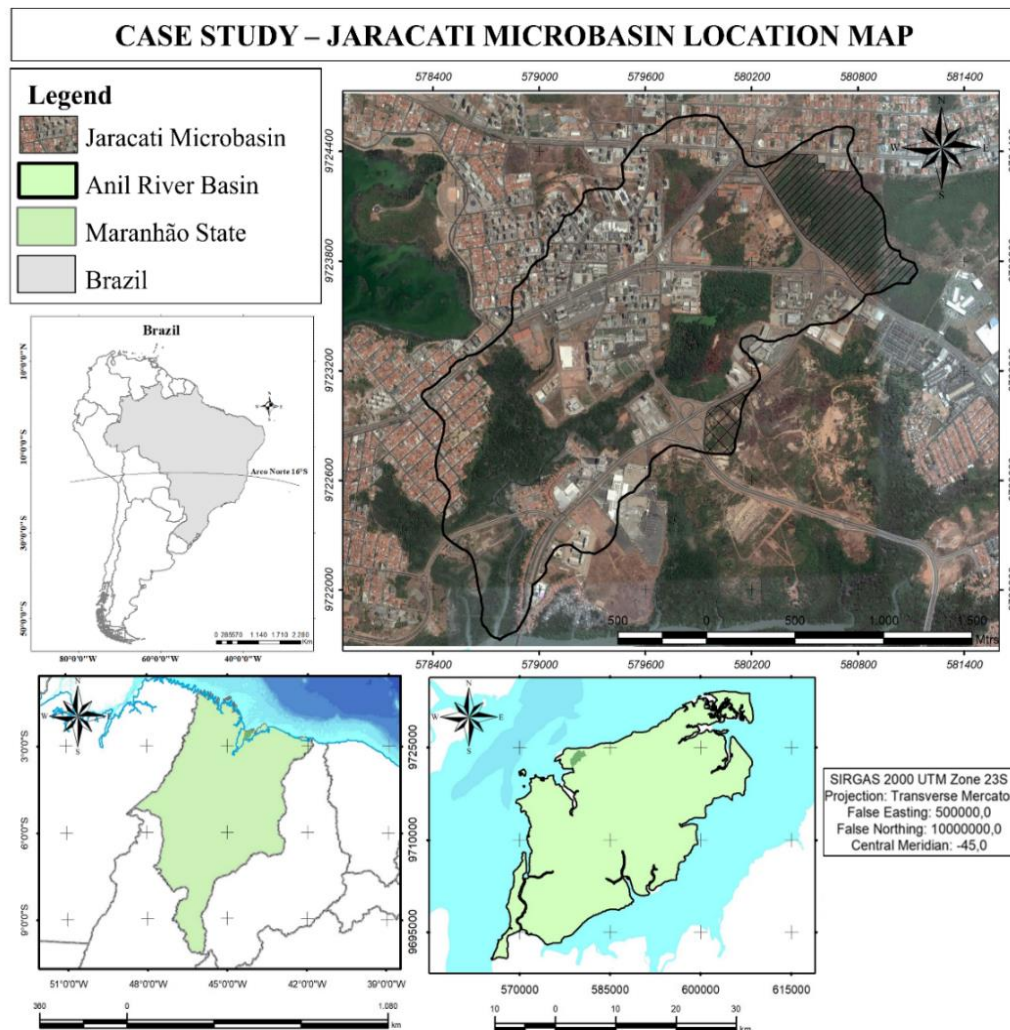 CASE STUDY – JARACATI MICROBASIN LOCATION MAP
Legend
Jaracati Microbasin
Anil River Basin
Maranhão State
Brazil
578400 579000 579600 580200 580800 581400
N
W E
S
9724400
9723800
9723200
9722600
9722000
500 0 500 1.000 1.500
Mtrs
578400 579000 579600 580200 580800 581400
Brazil
10°0'0"N
10°0'0"S
30°0'0"S
50°0'0"S
Arco Norte 16°S
0 285570 1.140 1.710 2.280
Km
80°0'0"W 60°0'0"W 40°0'0"W
N
W E
S
3°0'0"S
6°0'0"S
9°0'0"S
51°0'0"W 48°0'0"W 45°0'0"W 42°0'0"W 39°0'0"W
360 0 1.080
km
N
W E
S
9725000
9710000
9695000
570000 585000 600000 615000
10 0 10 20 30
km
SIRGAS 2000 UTM Zone 23S
Projection: Transverse Mercato
False Easting: 500000,0
False Northing: 10000000,0
Central Meridian: -45,0